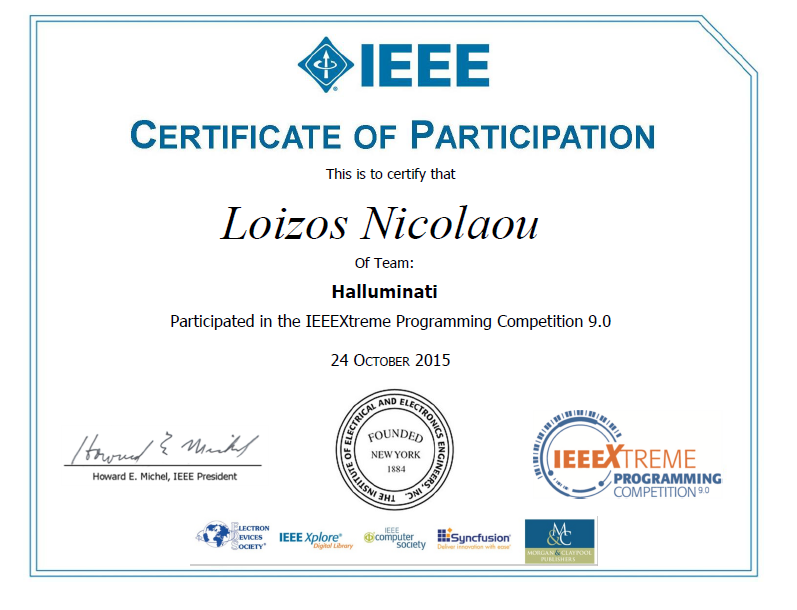 IEEE
CERTIFICATE OF PARTICIPATION
This is to certify that
Loizos Nicolaou
Of Team:
Halluminati
Participated in the IEEEXtreme Programming Competition 9.0
24 OCTOBER 2015
Howard E. Michel
Howard E. Michel, IEEE President
THE INSTITUTE OF ELECTRICAL AND ELECTRONICS ENGINEERS, INC.
FOUNDED
NEW YORK
1884
IEEEXTREME
PROGRAMMING
COMPETITION 9.0
ELECTRON
DEVICES
SOCIETY®
IEEE Xplore®
Digital Library
IEEE
computer
society
Syncfusion®
Deliver innovation with ease®
M&C
MORGAN & CLAYPOOL
PUBLISHERS